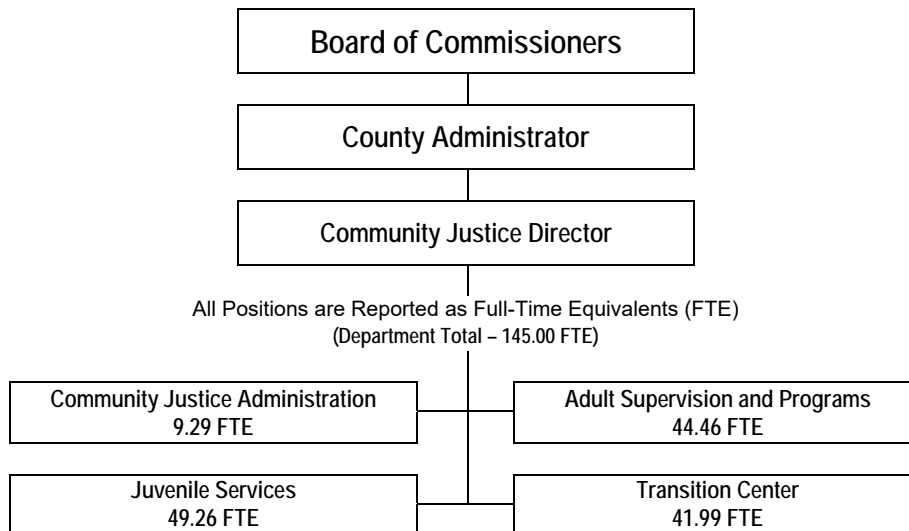 Board of Commissioners
County Administrator
Community Justice Director
All Positions are Reported as Full-Time Equivalents (FTE)
(Department Total – 145.00 FTE)
Community Justice Administration
9.29 FTE
Adult Supervision and Programs
44.46 FTE
Juvenile Services
49.26 FTE
Transition Center
41.99 FTE